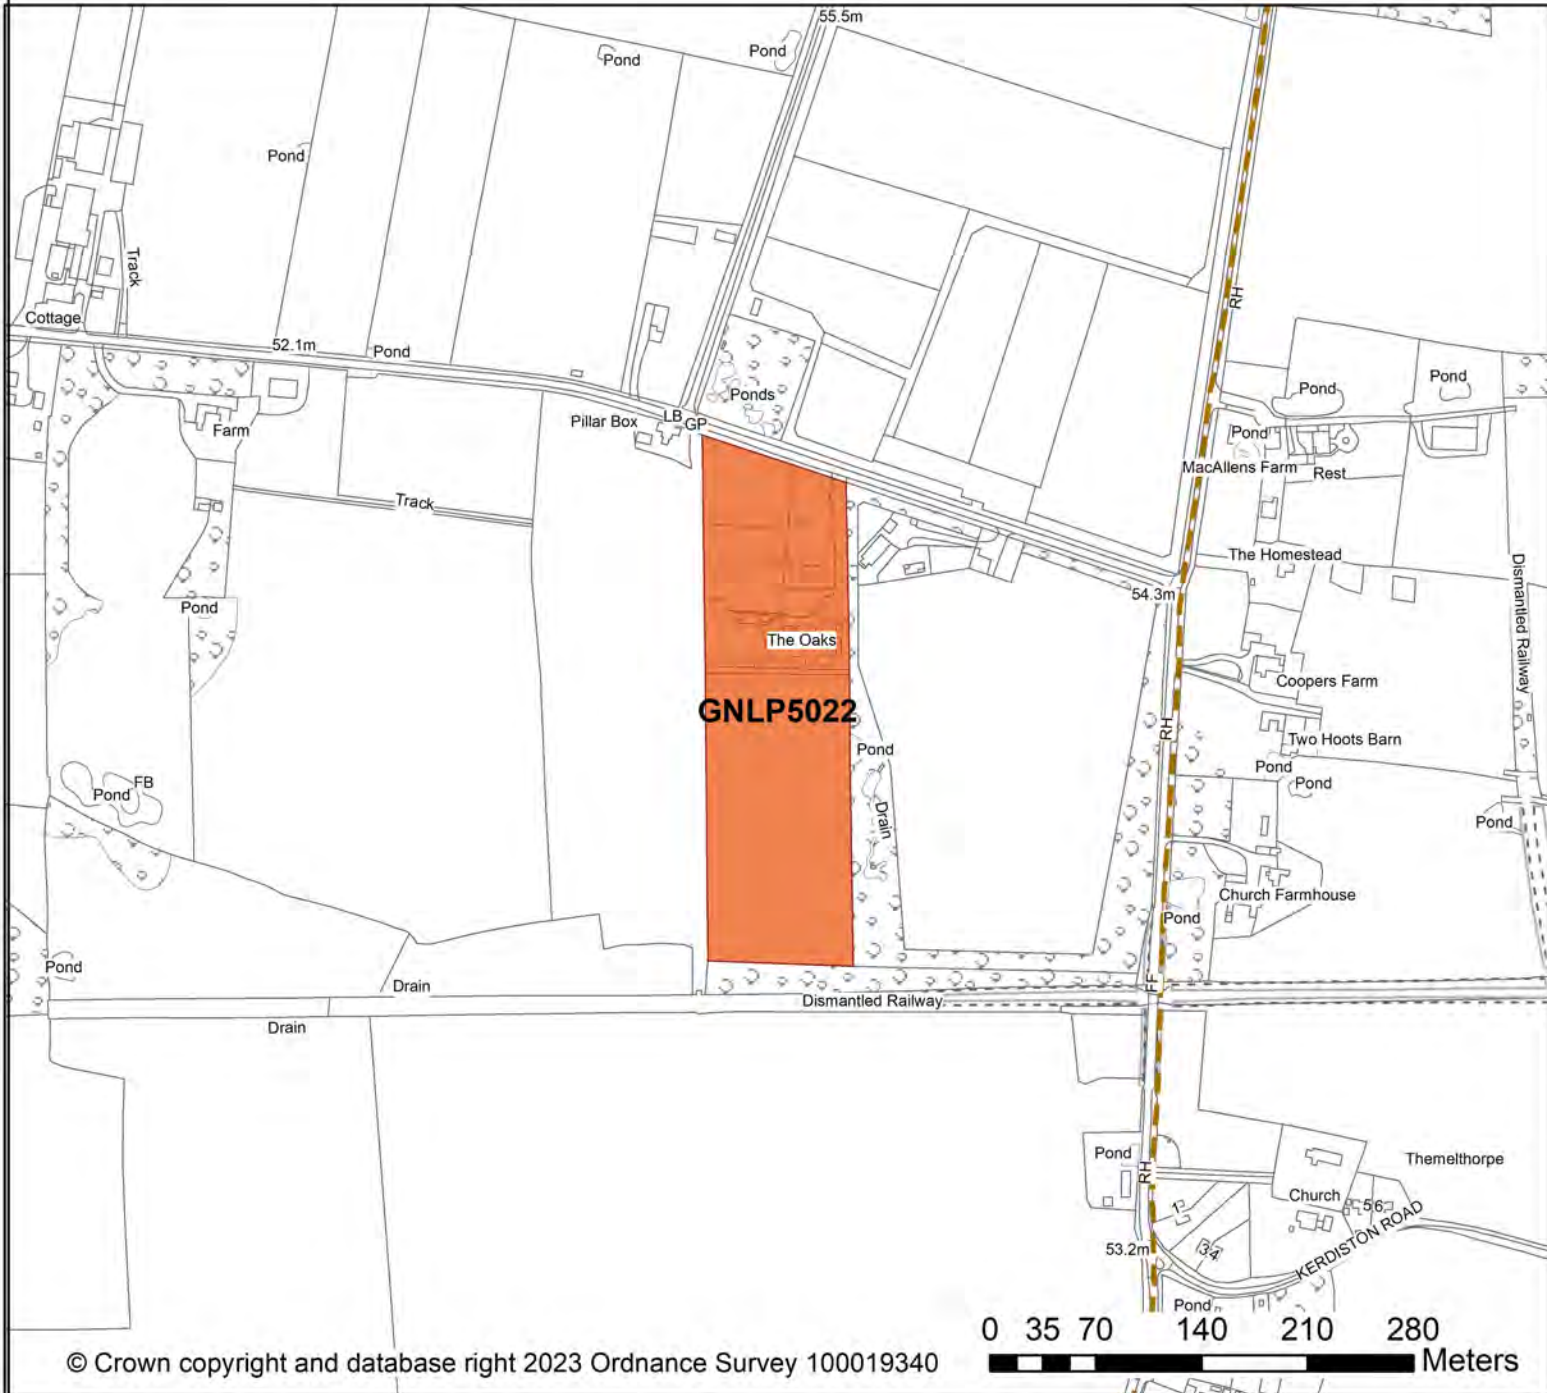 55.5m
Pond
Pond
Pond
Track
RH
Cottage
52.1m
Pond
Pond
Pond
Ponds
LB
Pillar Box
GP
Farm
Pond
MacAllens Farm
Rest
Track
The Homestead
Dismantled Railway
54.3m
Pond
The Oaks
Coopers Farm
GNLP5022
RH
Two Hoots Barn
Pond
Pond
Pond
FB
Pond
Drain
Pond
Church Farmhouse
Pond
Pond
Drain
FF
Dismantled Railway
Drain
Pond
Themelthorpe
RH
Church
1
5
6
34
KERDISTON ROAD
53.2m
Pond
0 35 70 140 210 280
Meters
© Crown copyright and database right 2023 Ordnance Survey 100019340